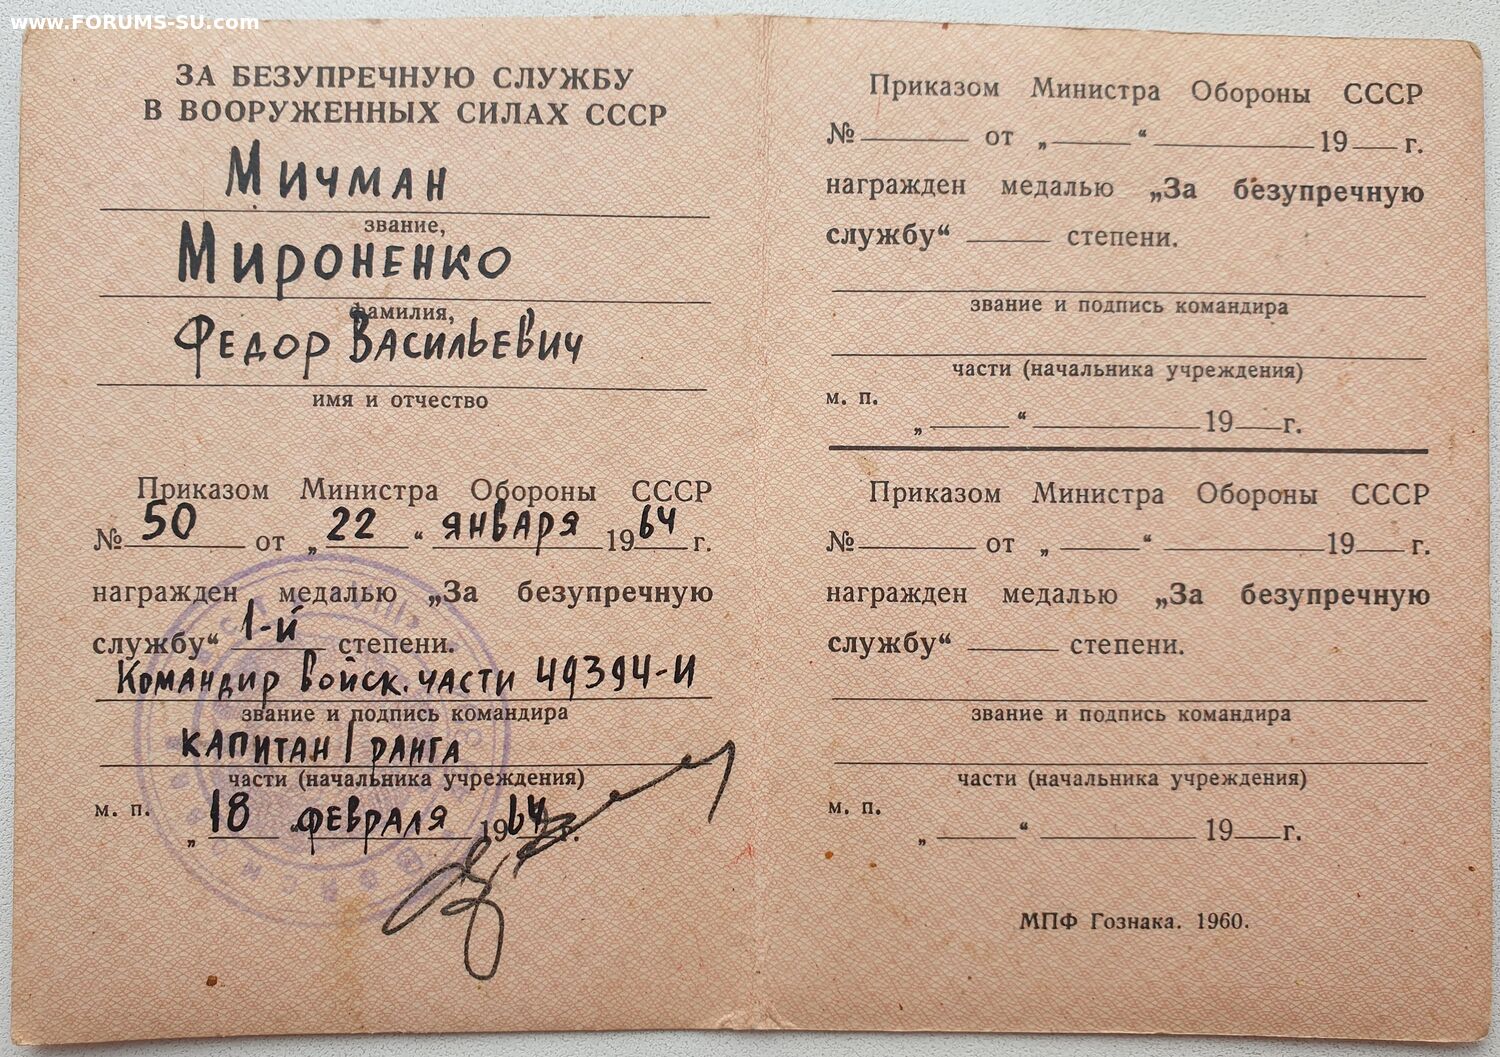 www.FORUMS-SU.com
ЗА БЕЗУПРЕЧНУЮ СЛУЖБУ
В ВООРУЖЕННЫХ СИЛАХ СССР
Мичман
звание,
Мироненко
фамилия,
Федор Васильевич
имя и отчество
Приказом Министра Обороны СССР
№ 50 от „22“ января 1964 г.
награжден медалью „За безупречную
службу“ 1-й степени.
Командир войск. части 49394-И
звание и подпись командира
капитан I ранга
части (начальника учреждения)
м. п.
„18“ февраля 1964 г.
Приказом Министра Обороны СССР
№ от „ “ 19 г.
награжден медалью „За безупречную
службу“ степени.
звание и подпись командира
части (начальника учреждения)
м. п.
„ “ 19 г.
Приказом Министра Обороны СССР
№ от „ “ 19 г.
награжден медалью „За безупречную
службу“ степени.
звание и подпись командира
части (начальника учреждения)
м. п.
„ “ 19 г.
МПФ Гознака. 1960.